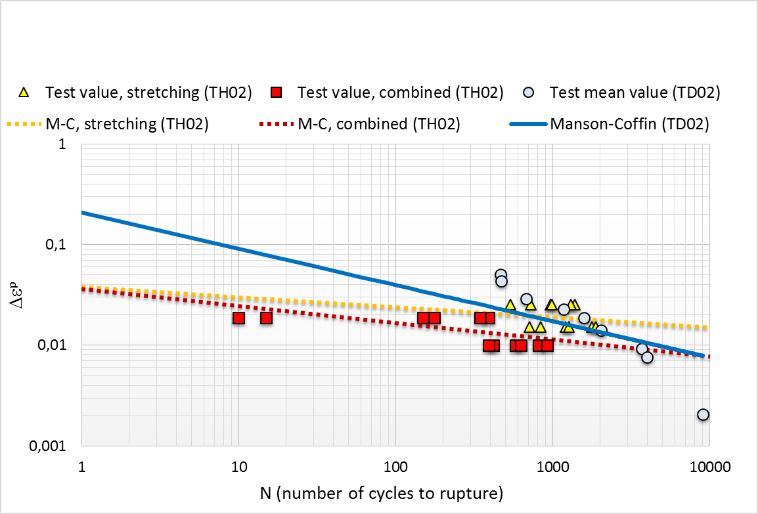 Test value, stretching (TH02) Test value, combined (TH02) Test mean value (TD02)
M-C, stretching (TH02) M-C, combined (TH02) Manson-Coffin (TD02)
1
0,1
0,01
0,001
Δεᵖ
1 10 100 1000 10000
N (number of cycles to rupture)